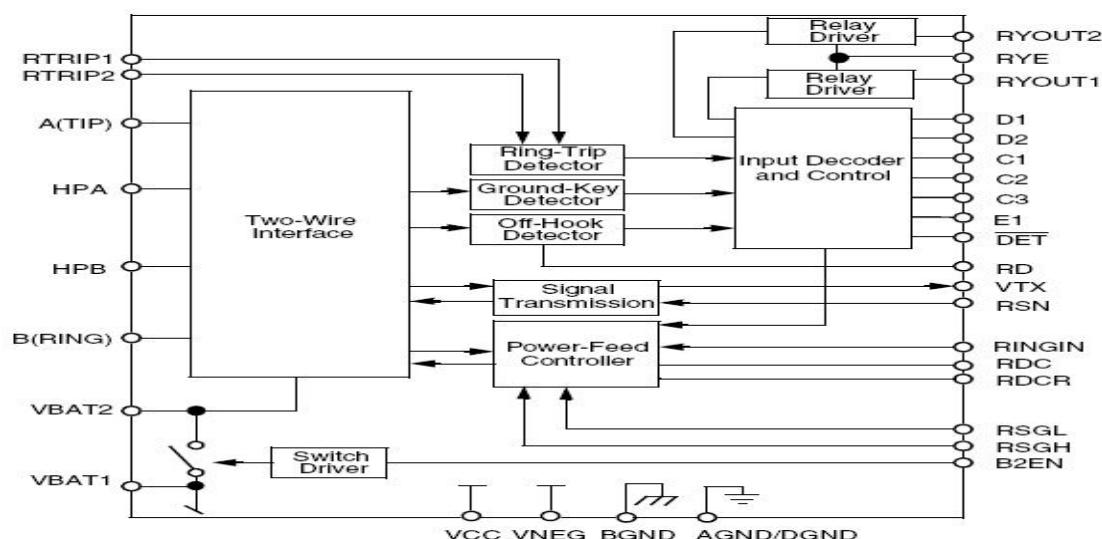 Relay
Driver
RYOUT2
RYE
Relay
Driver
RYOUT1
RTRIP1
RTRIP2
A(TIP)
HPA
HPB
B(RING)
VBAT2
VBAT1
Two-Wire
Interface
Ring-Trip
Detector
Ground-Key
Detector
Off-Hook
Detector
Signal
Transmission
Power-Feed
Controller
Switch
Driver
Input Decoder
and Control
D1
D2
C1
C2
C3
E1
DET
RD
VTX
RSN
RINGIN
RDC
RDCR
RSGL
RSGH
B2EN
VCC VNEG BGND AGND/DGND